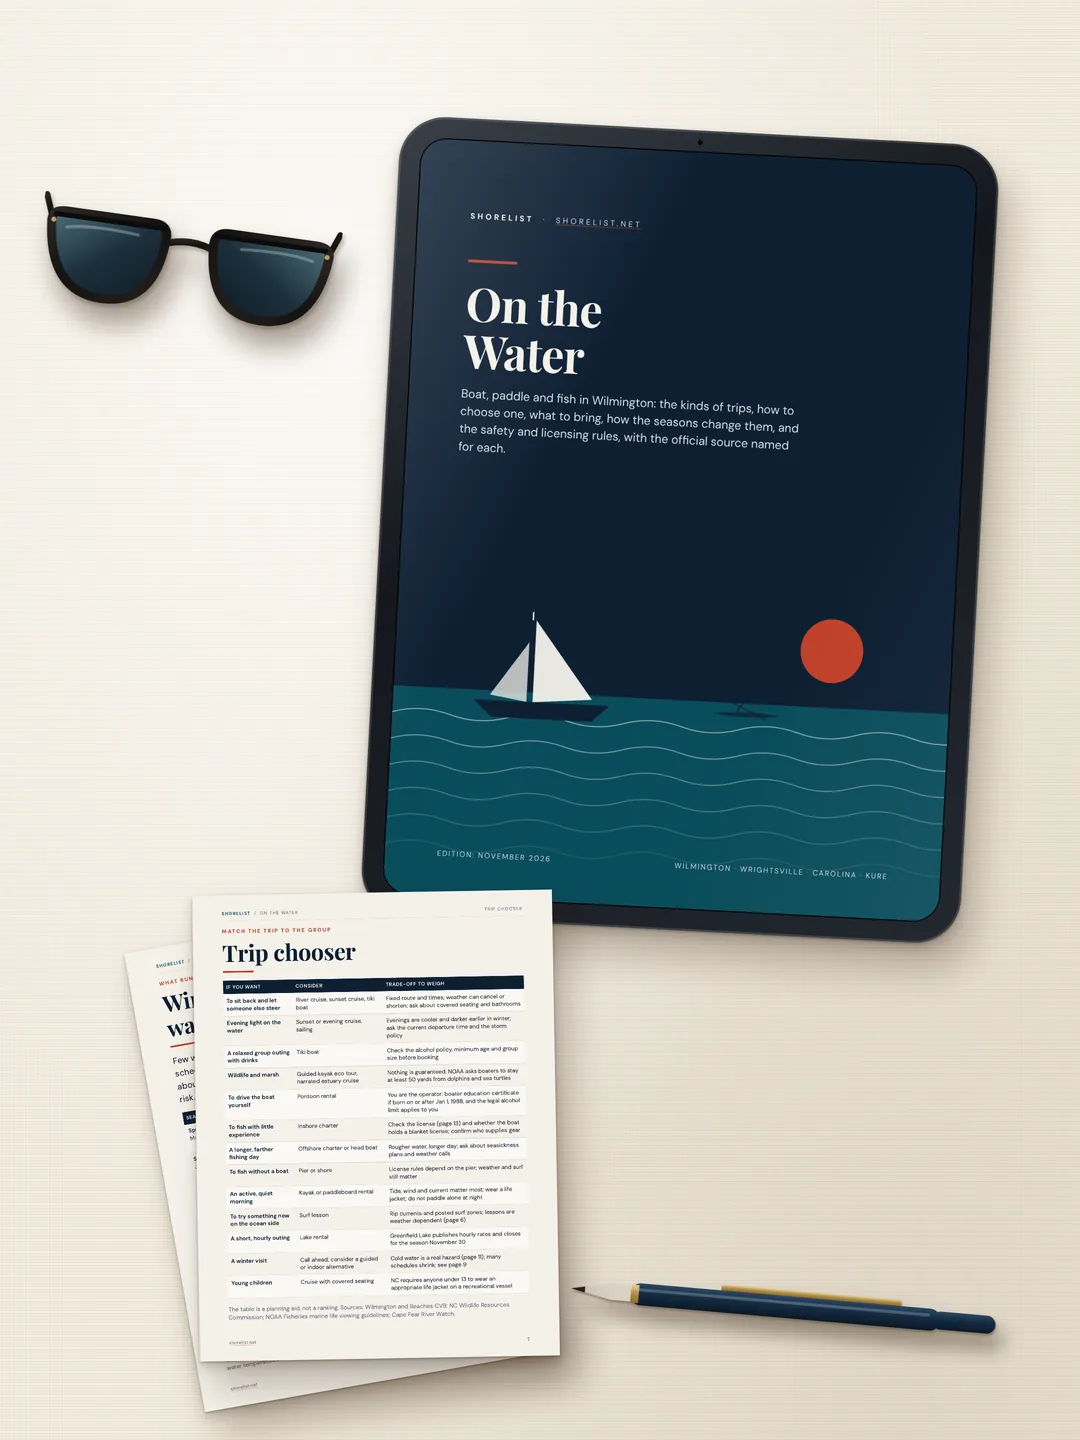 SHORELIST · SHORELIST.NET
On the
Water
Boat, paddle and fish in Wilmington: the kinds of trips, how to
choose one, what to bring, how the seasons change them, and
the safety and licensing rules, with the official source named
for each.
EDITION: NOVEMBER 2026
WILMINGTON · WRIGHTSVILLE · CAROLINA · KURE
SHORELIST / ON THE WATER
TRIP CHOOSER
MATCH THE TRIP TO THE GROUP
Trip chooser
IF YOU WANT CONSIDER TRADE-OFF TO WEIGH
To sit back and let
someone else steer
River cruise, sunset cruise, tiki
boat
Fixed route and times; weather can cancel or
shorten; ask about covered seating and bathrooms
Evening light on the
water
Sunset or evening cruise,
sailing
Evenings are cooler and darker earlier in winter;
ask the current departure time and the storm
policy
A relaxed group outing
with drinks
Tiki boat
Check the alcohol policy, minimum age and group
size before booking
Wildlife and marsh
Guided kayak eco tour,
narrated estuary cruise
Nothing is guaranteed. NOAA asks boaters to stay
at least 50 yards from dolphins and sea turtles
To drive the boat
yourself
Pontoon rental
You are the operator: boater education certificate
if born on or after Jan 1, 1988, and the legal alcohol
limit applies to you
To fish with little
experience
Inshore charter
Check the license (page 13) and whether the boat
holds a blanket license; confirm who supplies gear
A longer, farther
fishing day
Offshore charter or head boat
Rougher water, longer day; ask about seasickness
plans and weather calls
To fish without a boat
Pier or shore
License rules depend on the pier; weather and surf
still matter
An active, quiet
morning
Kayak or paddleboard rental
Tide, wind and current matter most; wear a life
jacket; do not paddle alone at night
To try something new
on the ocean side
Surf lesson
Rip currents and posted surf zones; lessons are
weather dependent (page 6)
A short, hourly outing
Lake rental
Greenfield Lake publishes hourly rates and closes
for the season November 30
A winter visit
Call ahead; consider a guided
or indoor alternative
Cold water is a real hazard (page 11); many
schedules shrink; see page 9
Young children
Cruise with covered seating
NC requires anyone under 13 to wear an
appropriate life jacket on a recreational vessel
The table is a planning aid, not a ranking. Sources: Wilmington and Beaches CVB; NC Wildlife Resources
Commission; NOAA Fisheries marine life viewing guidelines; Cape Fear River Watch.
shorelist.net
7
SHORELIST /
WHAT RUN
Win
wa
Few w
sche
abou
risk.
SEA
shorelist.net